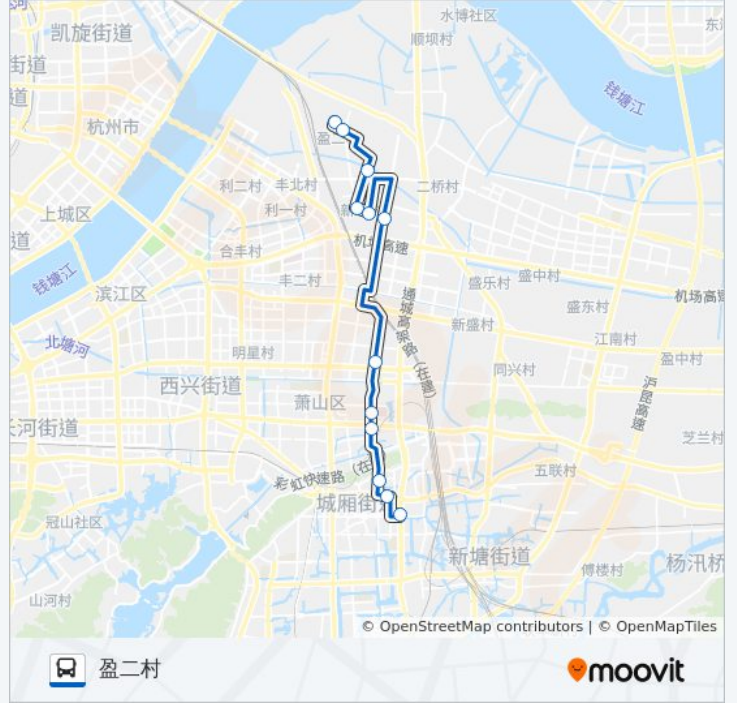 河
凯旋街道
水博社区
东
顺坝村
街道
道
钱塘江
杭州市
盈二
利二村
丰北村
二桥村
利一村
新
上城区
道
合丰村
机场高速
钱塘江
丰二村
盛乐村
盛中村
滨江区
机场高
通城高架路(在建)
盛东村
新盛村
北塘河
江南村
明星村
盈中村
同兴村
西兴街道
沪昆高速
萧山区
长河街道
芝兰村
彩虹快速路(在
五联村
城厢街道
冠山社区
新塘街道
杨汛桥
傅楼村
山河村
© OpenStreetMap contributors | © OpenMapTiles
盈二村
moovit